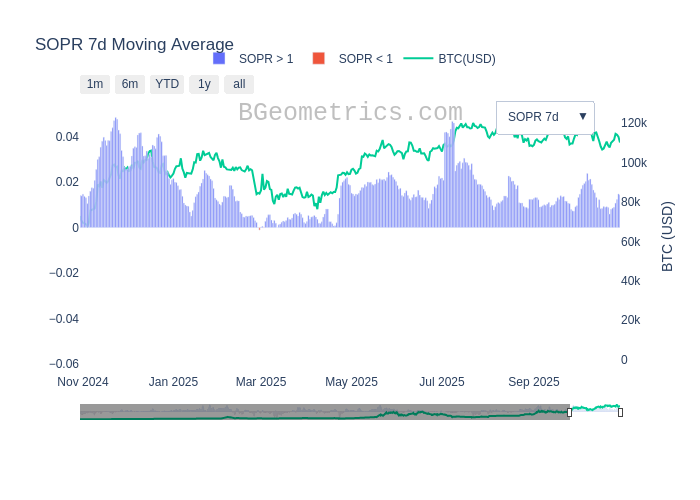 SOPR 7d Moving Average
SOPR > 1
SOPR < 1
BTC(USD)
1m
6m
YTD
1y
all
BGeometrics.com
SOPR 7d ▼
0.04
0.02
0
−0.02
−0.04
−0.06
120k
100k
80k
60k
40k
20k
0
BTC (USD)
Nov 2024
Jan 2025
Mar 2025
May 2025
Jul 2025
Sep 2025